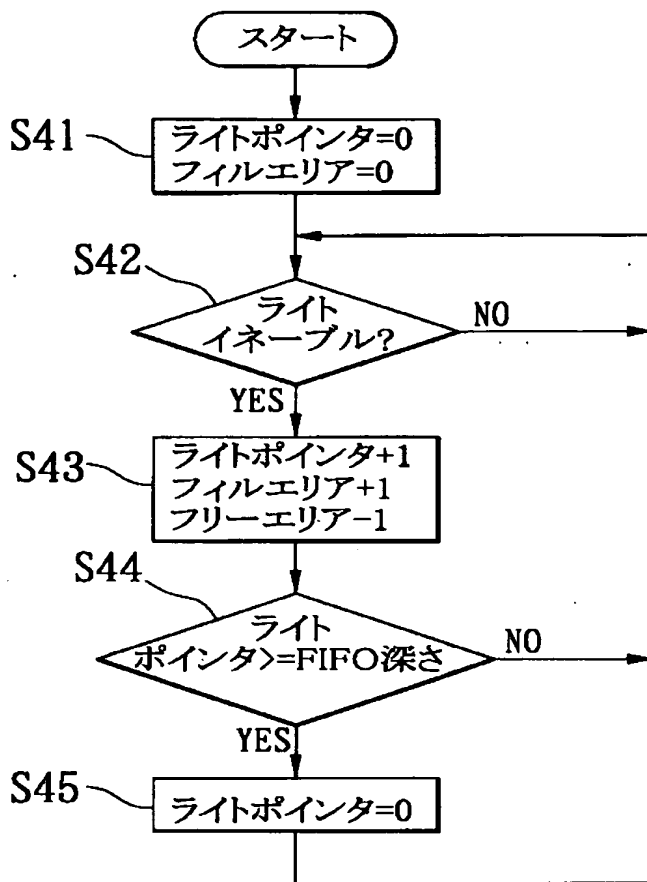 スタート
S41
ライトポインタ=0
フィルエリア=0
S42
ライト
イネーブル?
NO
YES
S43
ライトポインタ+1
フィルエリア+1
フリーエリア-1
S44
ライト
ポインタ>=FIFO深さ
NO
YES
S45
ライトポインタ=0